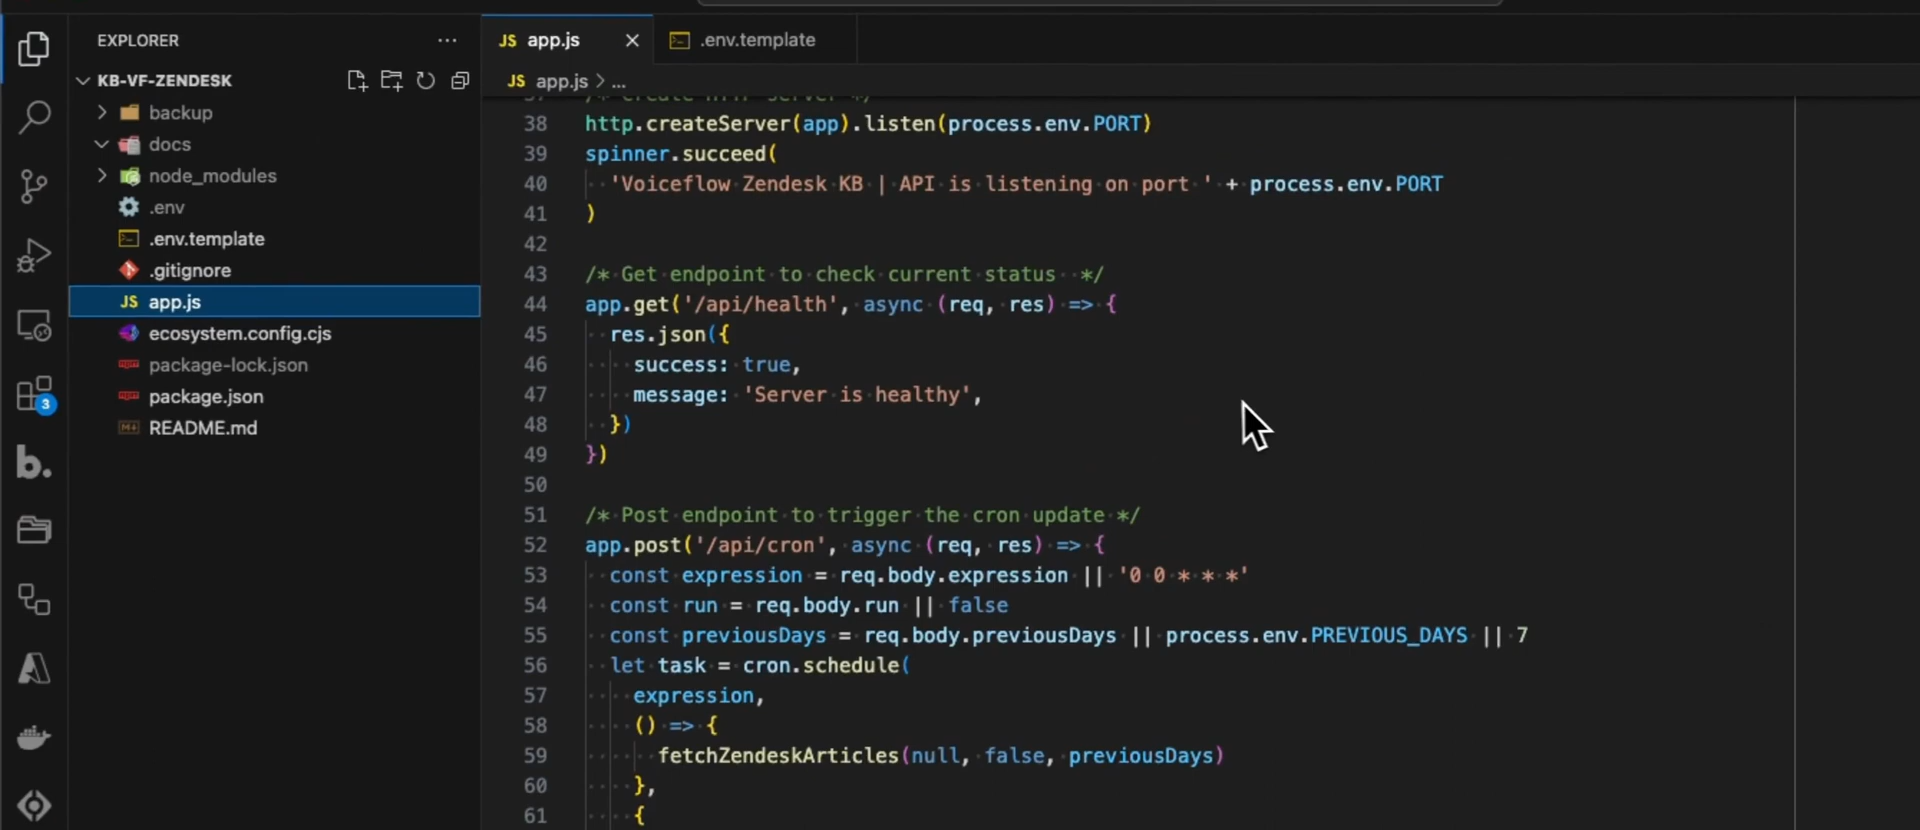 EXPLORER
KB-VF-ZENDESK
backup
docs
node_modules
.env
.env.template
.gitignore
JS app.js
ecosystem.config.cjs
package-lock.json
package.json
README.md
3
b.
JS app.js
.env.template
JS app.js > ...
38 http.createServer(app).listen(process.env.PORT)
39 spinner.succeed(
40 'Voiceflow Zendesk KB | API is listening on port ' + process.env.PORT
41 )
42
43 /* Get endpoint to check current status  */
44 app.get('/api/health', async (req, res) => {
45 res.json({
46 success: true,
47 message: 'Server is healthy',
48 })
49 })
50
51 /* Post endpoint to trigger the cron update */
52 app.post('/api/cron', async (req, res) => {
53 const expression = req.body.expression || '0 0 * * *'
54 const run = req.body.run || false
55 const previousDays = req.body.previousDays || process.env.PREVIOUS_DAYS || 7
56 let task = cron.schedule(
57 expression,
58 () => {
59 fetchZendeskArticles(null, false, previousDays)
60 },
61 {